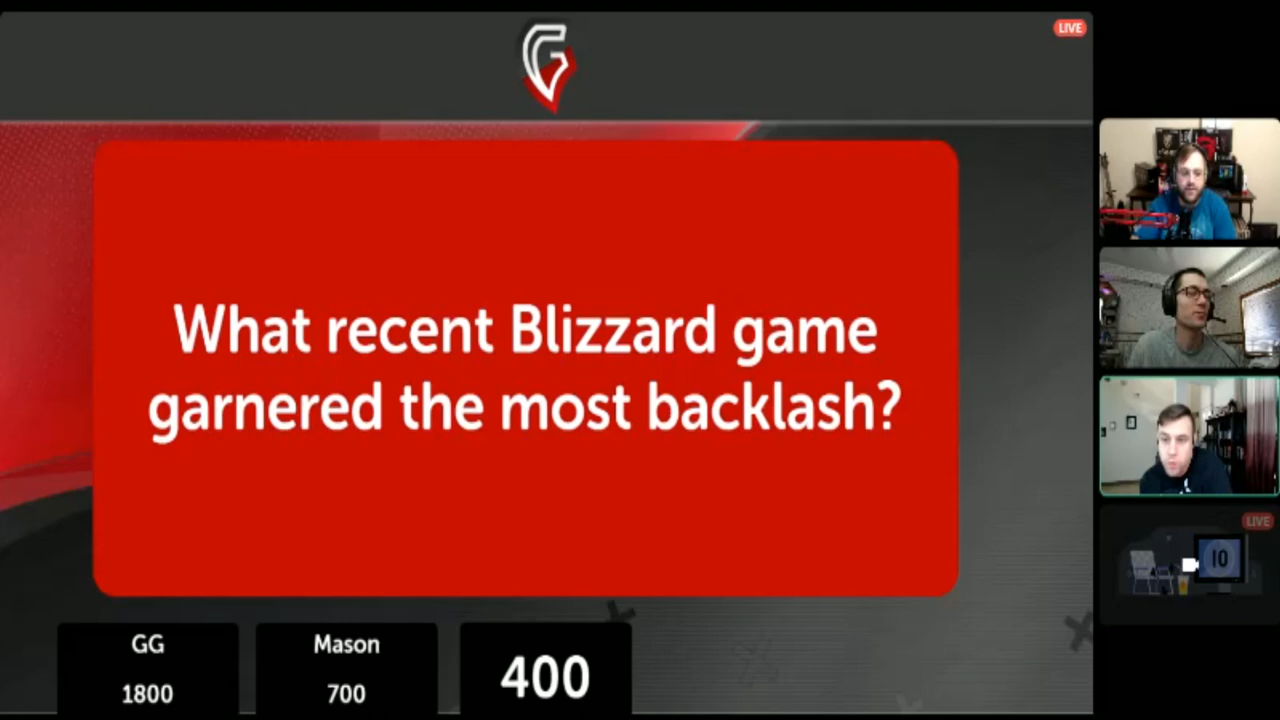 LIVE
What recent Blizzard game
garnered the most backlash?
LIVE
10
GG
1800
Mason
700
400